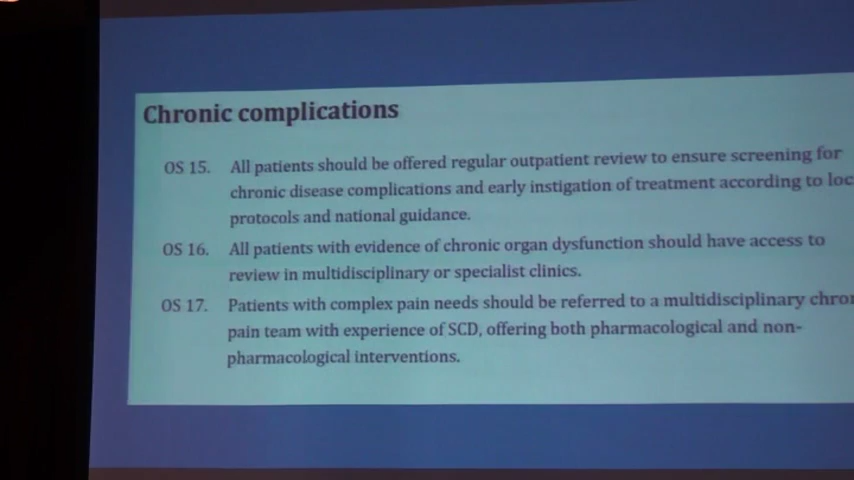 Chronic complications
OS 15. All patients should be offered regular outpatient review to ensure screening for
chronic disease complications and early instigation of treatment according to loc
protocols and national guidance.
OS 16. All patients with evidence of chronic organ dysfunction should have access to
review in multidisciplinary or specialist clinics.
OS 17. Patients with complex pain needs should be referred to a multidisciplinary chron
pain team with experience of SCD, offering both pharmacological and non-
pharmacological interventions.